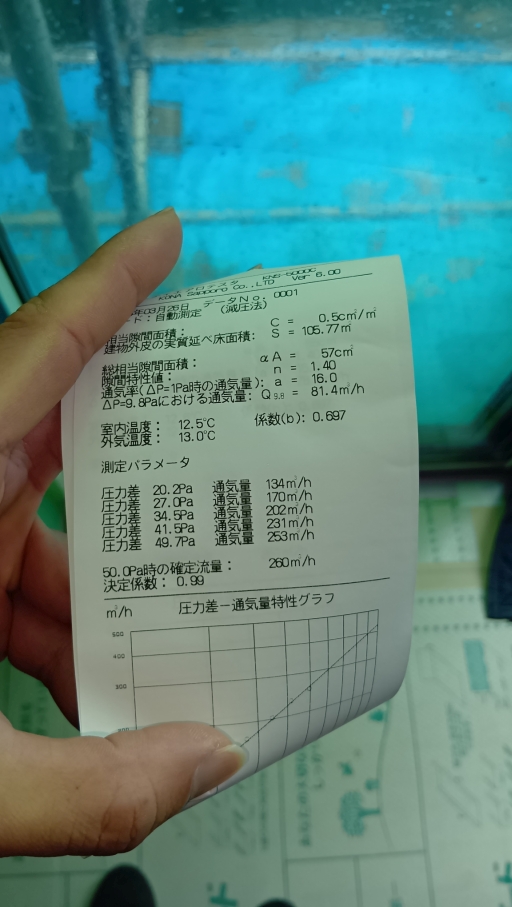 KONA Sapporo Co.,LTD Ver 6.00
年03月26日 データNo. 0001
ード：自動測定 （減圧法）
相当隙間面積： C = 0.5c㎡/㎡
建物外皮の実質延べ床面積： S = 105.77㎡
総相当隙間面積： αA = 57c㎡
隙間特性値： n = 1.40
通気率(ΔP=1Pa時の通気量)： a = 16.0
ΔP=9.8Paにおける通気量： Q9.8 = 81.4㎥/h
室内温度： 12.5℃ 係数(b): 0.697
外気温度： 13.0℃
測定パラメータ
圧力差 20.2Pa 通気量 134㎥/h
圧力差 27.0Pa 通気量 170㎥/h
圧力差 34.5Pa 通気量 202㎥/h
圧力差 41.5Pa 通気量 231㎥/h
圧力差 49.7Pa 通気量 253㎥/h
50.0Pa時の確定流量： 260㎥/h
決定係数： 0.99
㎥/h 圧力差－通気量特性グラフ
500
400
300